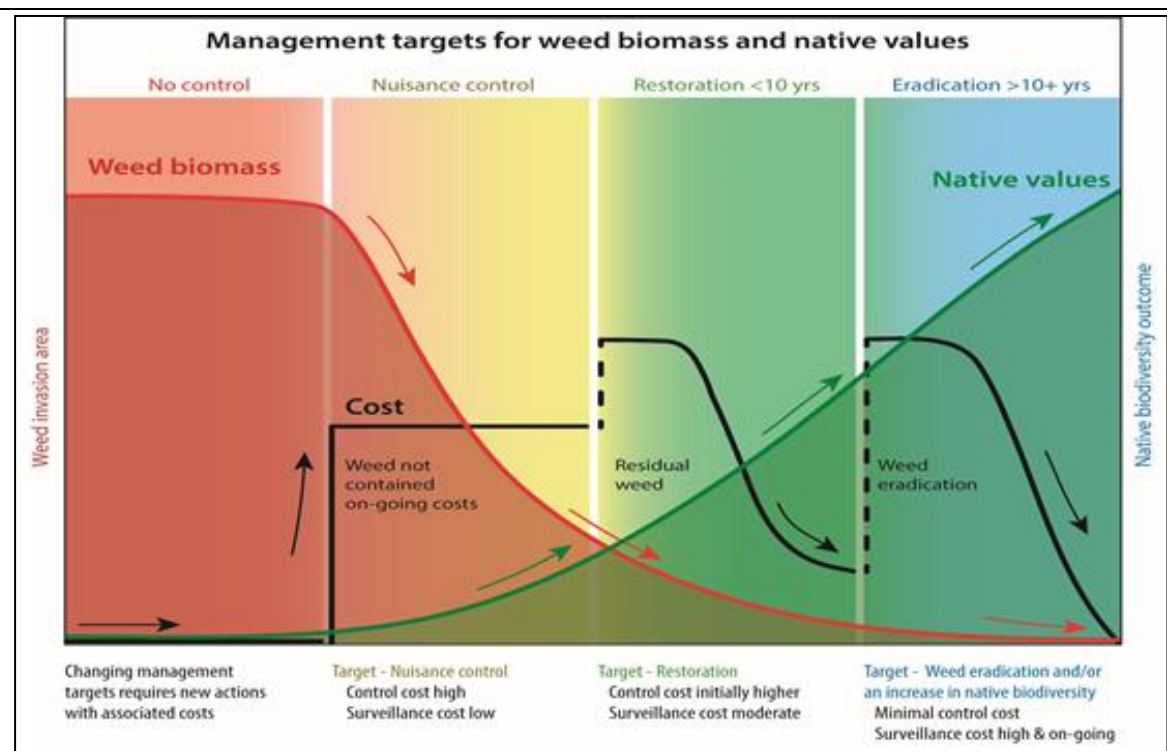 Management targets for weed biomass and native values
No control
Nuisance control
Restoration <10 yrs
Eradication >10+ yrs
Weed biomass
Native values
Weed invasion area
Cost
Weed not
contained
on-going costs
Residual
weed
Weed
eradication
Native biodiversity outcome
Changing management
targets requires new actions
with associated costs
Target - Nuisance control
Control cost high
Surveillance cost low
Target - Restoration
Control cost initially higher
Surveillance cost moderate
Target - Weed eradication and/or
an increase in native biodiversity
Minimal control cost
Surveillance cost high & on-going